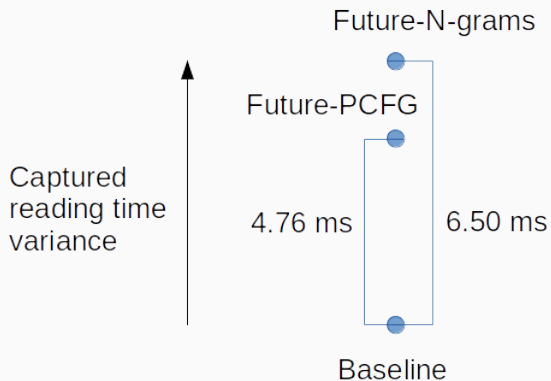 Future-N-grams
Future-PCFG
Captured
reading time
variance
4.76 ms
6.50 ms
Baseline